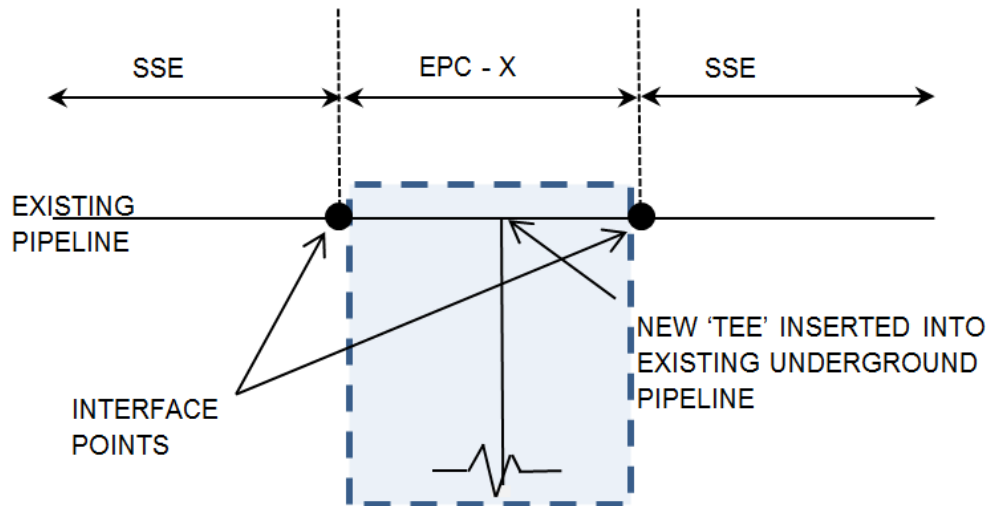 SSE
EPC - X
SSE
EXISTING
PIPELINE
NEW ‘TEE’ INSERTED INTO
EXISTING UNDERGROUND
PIPELINE
INTERFACE
POINTS